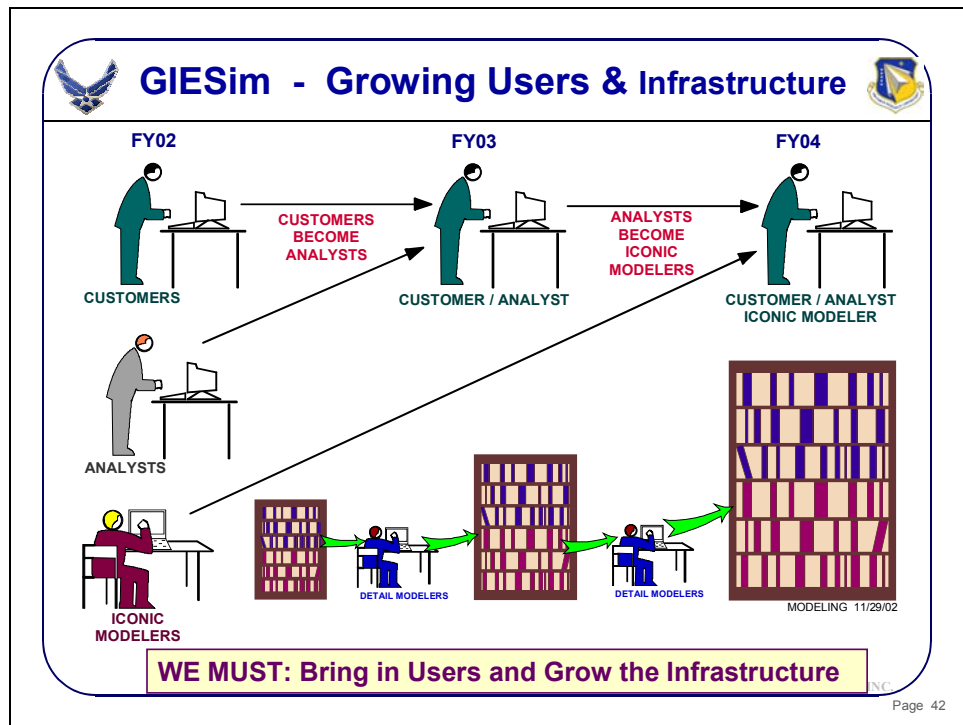 GIESim - Growing Users & Infrastructure
FY02
FY03
FY04
CUSTOMERS
BECOME
ANALYSTS
ANALYSTS
BECOME
ICONIC
MODELERS
CUSTOMERS
CUSTOMER / ANALYST
CUSTOMER / ANALYST
ICONIC MODELER
ANALYSTS
ICONIC
MODELERS
DETAIL MODELERS
DETAIL MODELERS
MODELING 11/29/02
WE MUST: Bring in Users and Grow the Infrastructure
INC.
Page 42